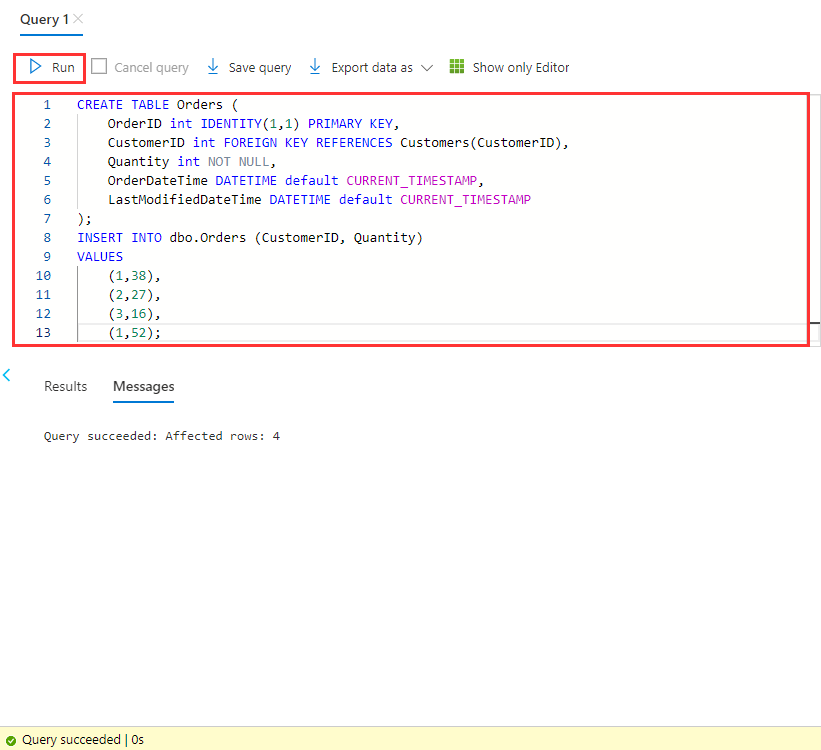 Query 1
Run Cancel query Save query Export data as Show only Editor
1 CREATE TABLE Orders (
2 OrderID int IDENTITY(1,1) PRIMARY KEY,
3 CustomerID int FOREIGN KEY REFERENCES Customers(CustomerID),
4 Quantity int NOT NULL,
5 OrderDateTime DATETIME default CURRENT_TIMESTAMP,
6 LastModifiedDateTime DATETIME default CURRENT_TIMESTAMP
7 );
8 INSERT INTO dbo.Orders (CustomerID, Quantity)
9 VALUES
10 (1,38),
11 (2,27),
12 (3,16),
13 (1,52);
Results Messages
Query succeeded: Affected rows: 4
Query succeeded | 0s